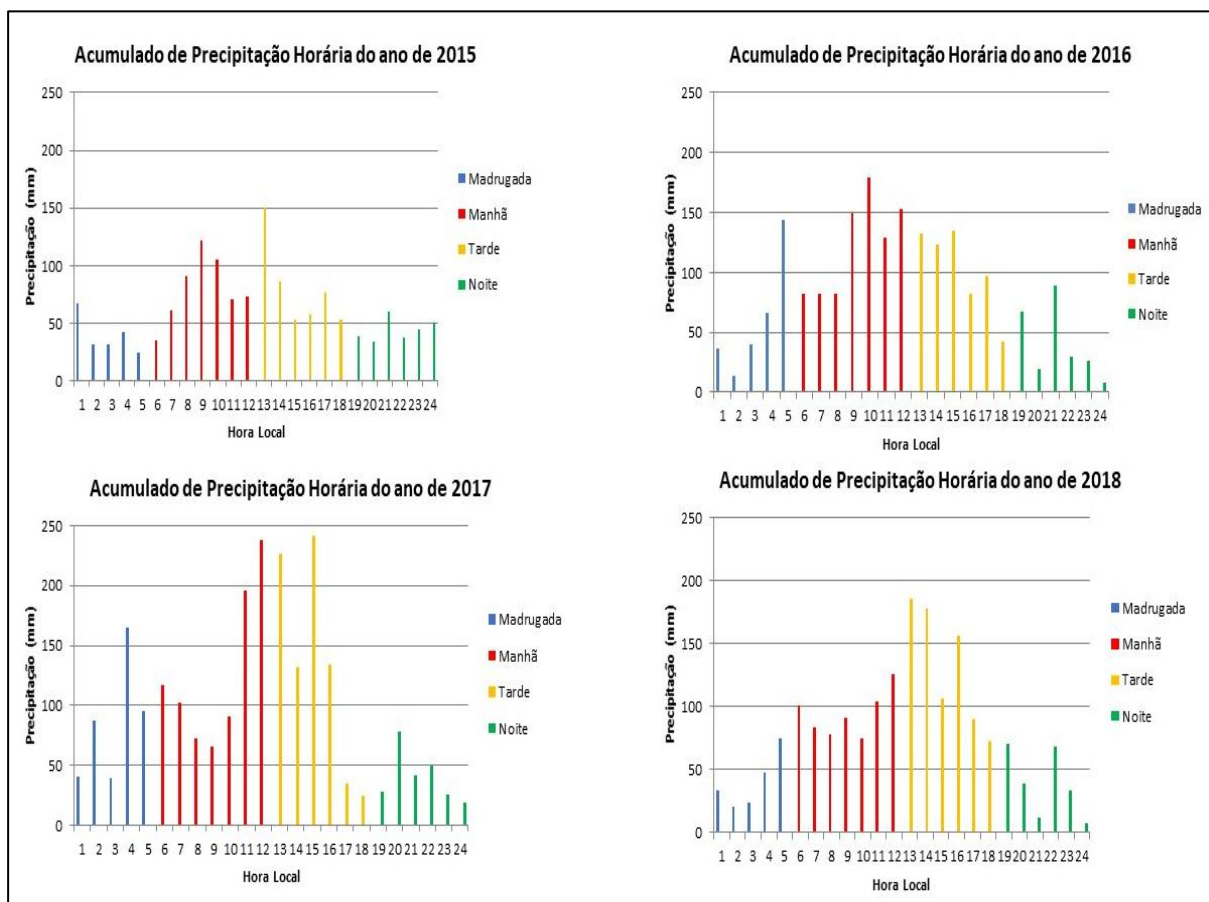 Acumulado de Precipitação Horária do ano de 2015
250
200
150
100
50
0
Precipitação (mm)
1 2 3 4 5 6 7 8 9 10 11 12 13 14 15 16 17 18 19 20 21 22 23 24
Hora Local
Madrugada
Manhã
Tarde
Noite
Acumulado de Precipitação Horária do ano de 2016
250
200
150
100
50
0
Precipitação (mm)
1 2 3 4 5 6 7 8 9 10 11 12 13 14 15 16 17 18 19 20 21 22 23 24
Hora Local
Madrugada
Manhã
Tarde
Noite
Acumulado de Precipitação Horária do ano de 2017
250
200
150
100
50
0
Precipitação (mm)
1 2 3 4 5 6 7 8 9 10 11 12 13 14 15 16 17 18 19 20 21 22 23 24
Hora Local
Madrugada
Manhã
Tarde
Noite
Acumulado de Precipitação Horária do ano de 2018
250
200
150
100
50
0
Precipitação (mm)
1 2 3 4 5 6 7 8 9 10 11 12 13 14 15 16 17 18 19 20 21 22 23 24
Hora Local
Madrugada
Manhã
Tarde
Noite